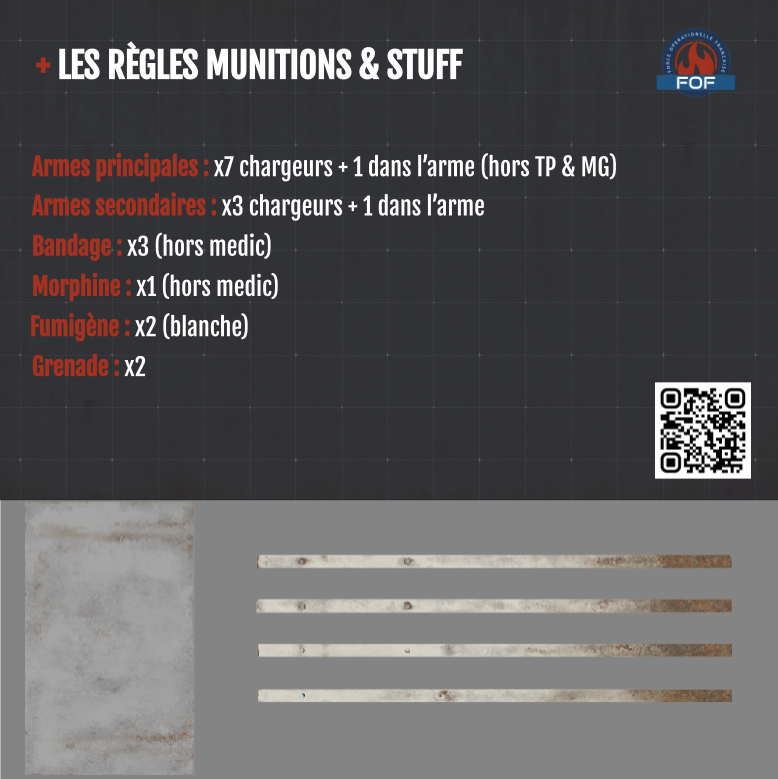 + LES RÈGLES MUNITIONS & STUFF
FORCE OPERATIONELLE FRANÇAISE
FOF
Armes principales : x7 chargeurs + 1 dans l’arme (hors TP & MG)
Armes secondaires : x3 chargeurs + 1 dans l’arme
Bandage : x3 (hors medic)
Morphine : x1 (hors medic)
Fumigène : x2 (blanche)
Grenade : x2